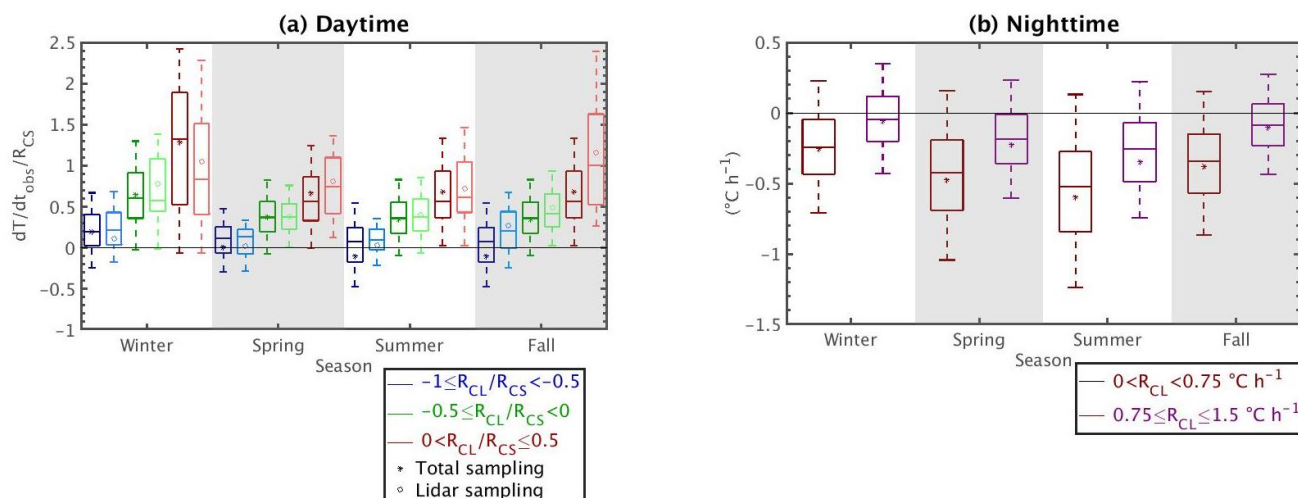 (a) Daytime
2.5
2
1.5
1
0.5
0
-0.5
-1
dT/dt_obs/R_CS
Winter Spring Summer Fall
Season
−1≤R_CL/R_CS<−0.5
−0.5≤R_CL/R_CS<0
0<R_CL/R_CS≤0.5
Total sampling
Lidar sampling
(b) Nighttime
0.5
0
-0.5
-1
-1.5
(°C h⁻¹)
Winter Spring Summer Fall
Season
0<R_CL<0.75 °C h⁻¹
0.75≤R_CL≤1.5 °C h⁻¹